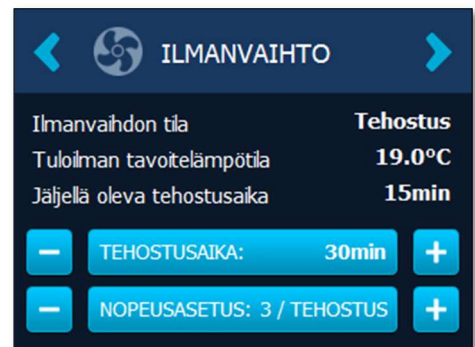 ILMANVAIHTO
Ilmanvaihdon tila Tehostus
Tuloilman tavoitelämpötila 19.0°C
Jäljellä oleva tehostusaika 15min
− TEHOSTUSAIKA: 30min +
− NOPEUSASETUS: 3 / TEHOSTUS +